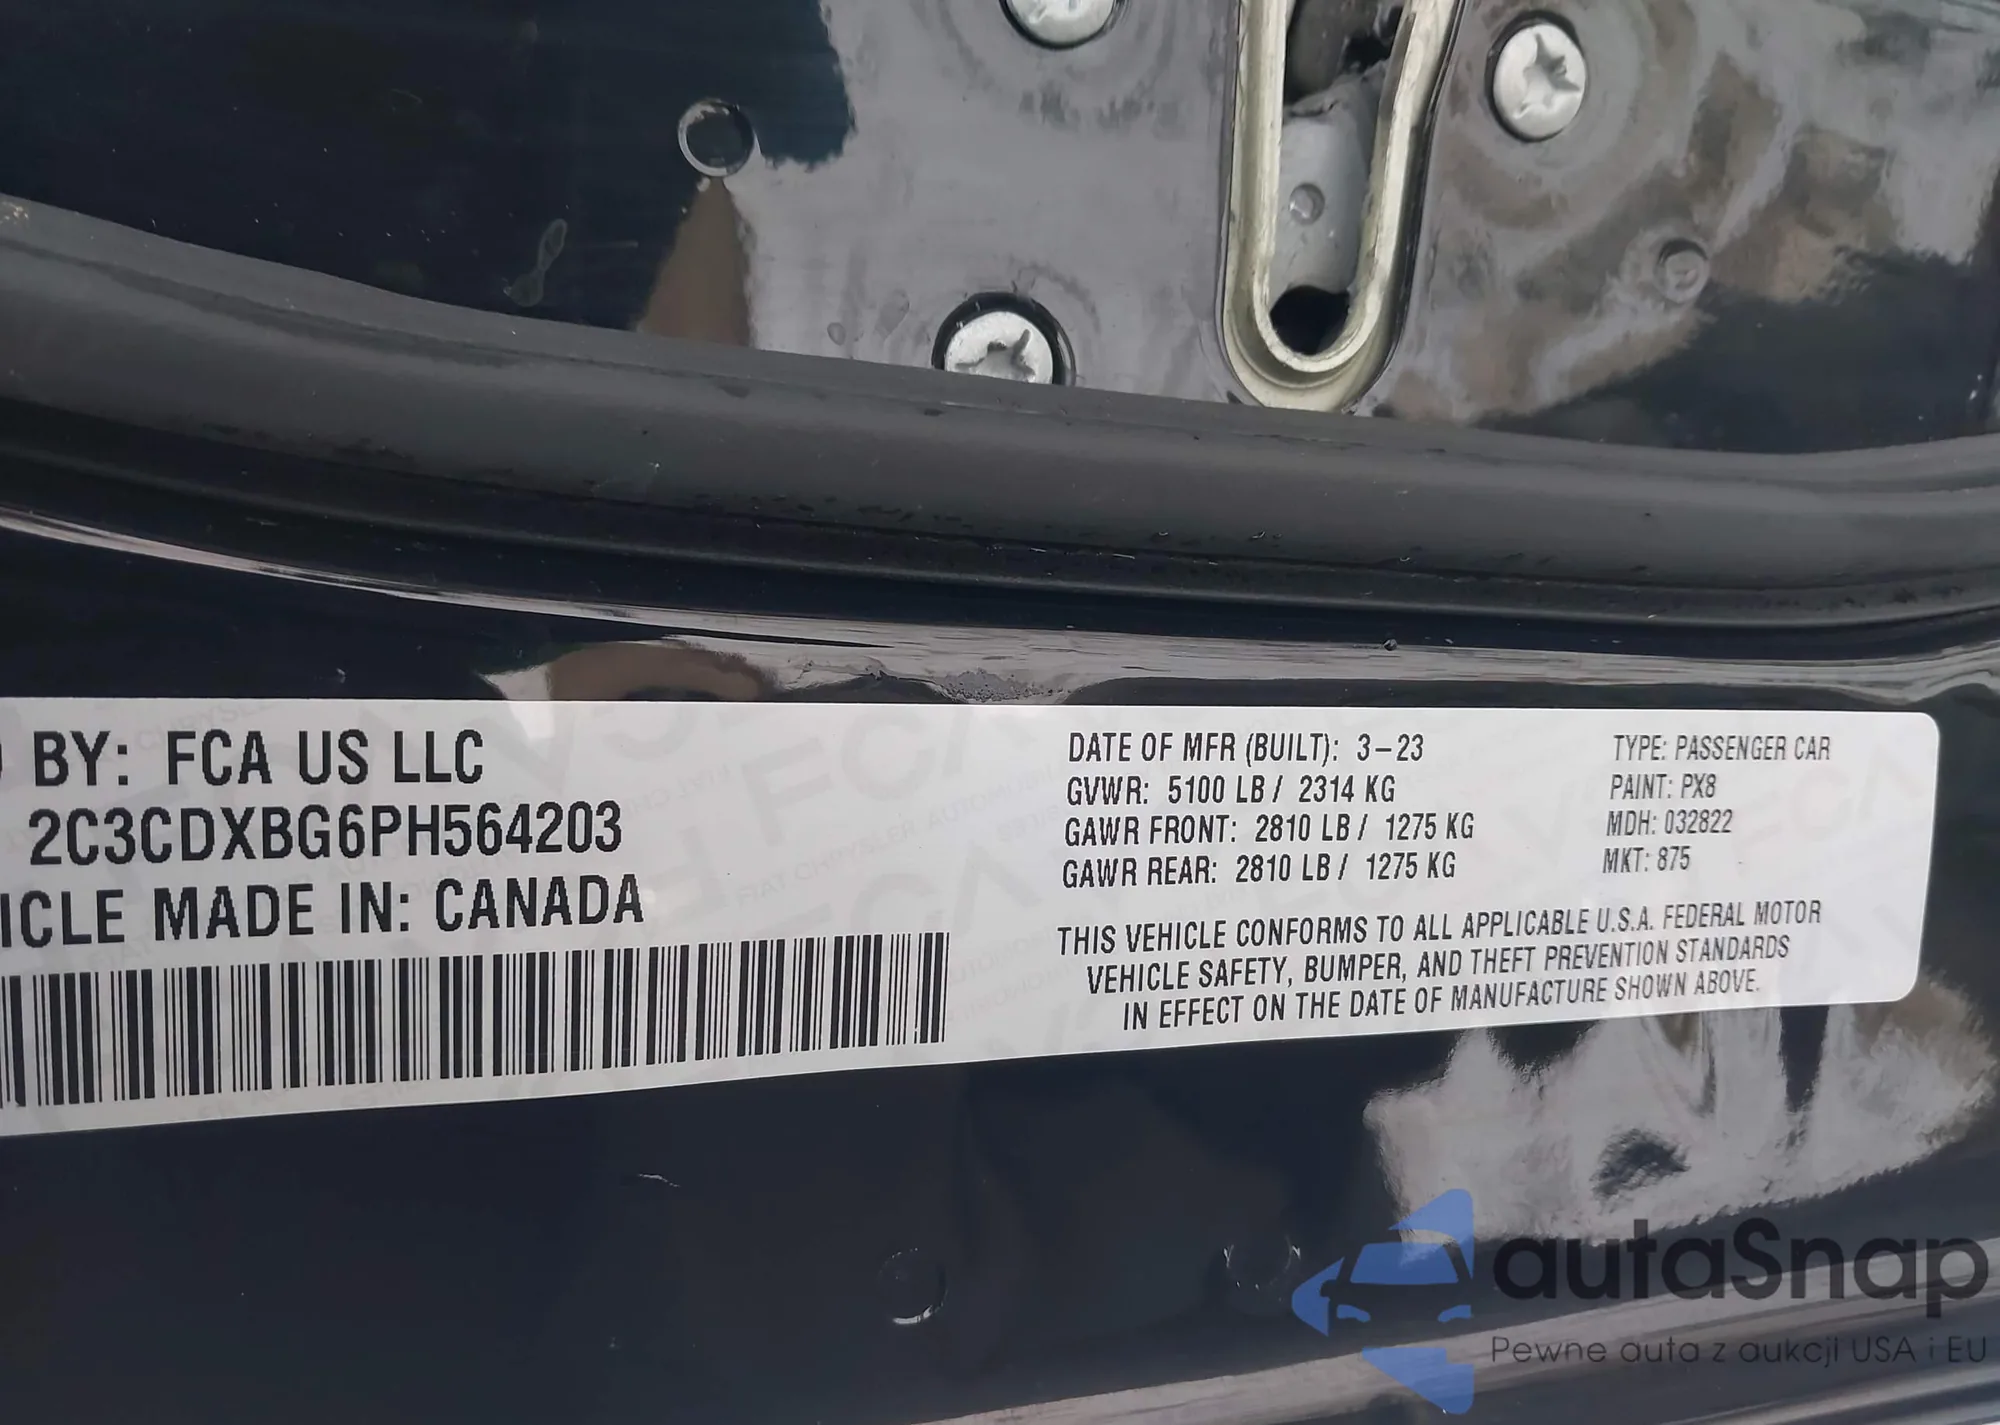 BY: FCA US LLC
2C3CDXBG6PH564203
ICLE MADE IN: CANADA
DATE OF MFR (BUILT): 3-23
GVWR: 5100 LB / 2314 KG
GAWR FRONT: 2810 LB / 1275 KG
GAWR REAR: 2810 LB / 1275 KG
TYPE: PASSENGER CAR
PAINT: PX8
MDH: 032822
MKT: 875
THIS VEHICLE CONFORMS TO ALL APPLICABLE U.S.A. FEDERAL MOTOR
VEHICLE SAFETY, BUMPER, AND THEFT PREVENTION STANDARDS
IN EFFECT ON THE DATE OF MANUFACTURE SHOWN ABOVE.
autaSnap
Pewne auta z aukcji USA i EU